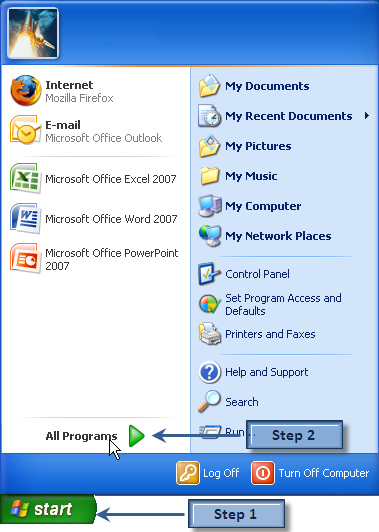 Internet
Mozilla Firefox
E-mail
Microsoft Office Outlook
Microsoft Office Excel 2007
Microsoft Office Word 2007
Microsoft Office PowerPoint
2007
All Programs
My Documents
My Recent Documents
My Pictures
My Music
My Computer
My Network Places
Control Panel
Set Program Access and
Defaults
Printers and Faxes
Help and Support
Search
Run...
Step 2
Log Off
Turn Off Computer
start
Step 1